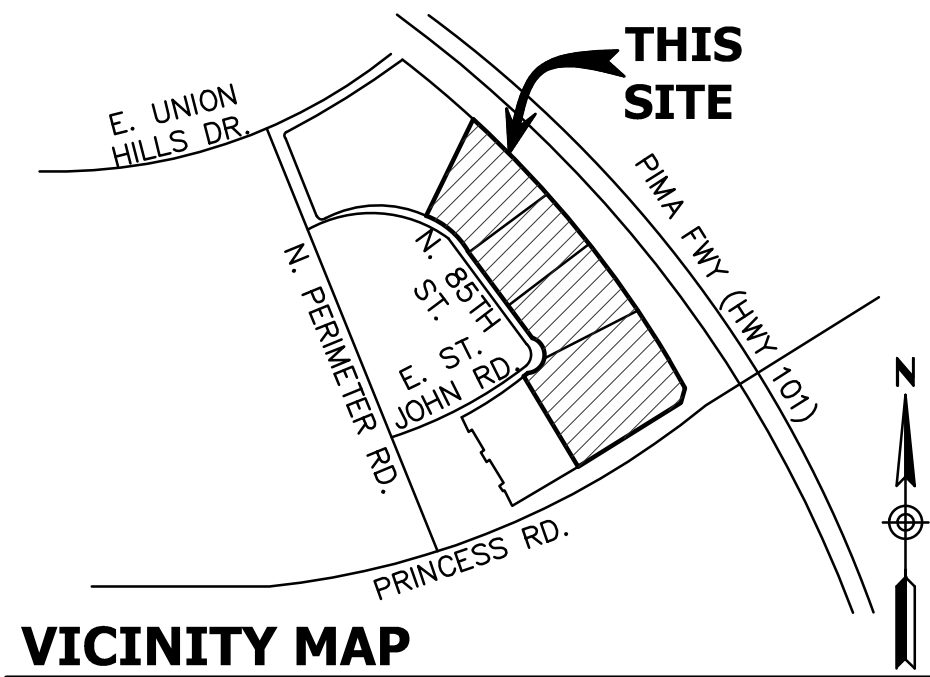 THIS
SITE
E. UNION
HILLS DR.
PIMA FWY (HWY 101)
N. 85TH
ST.
N. PERIMETER RD.
E. ST.
JOHN RD.
N
PRINCESS RD.
VICINITY MAP